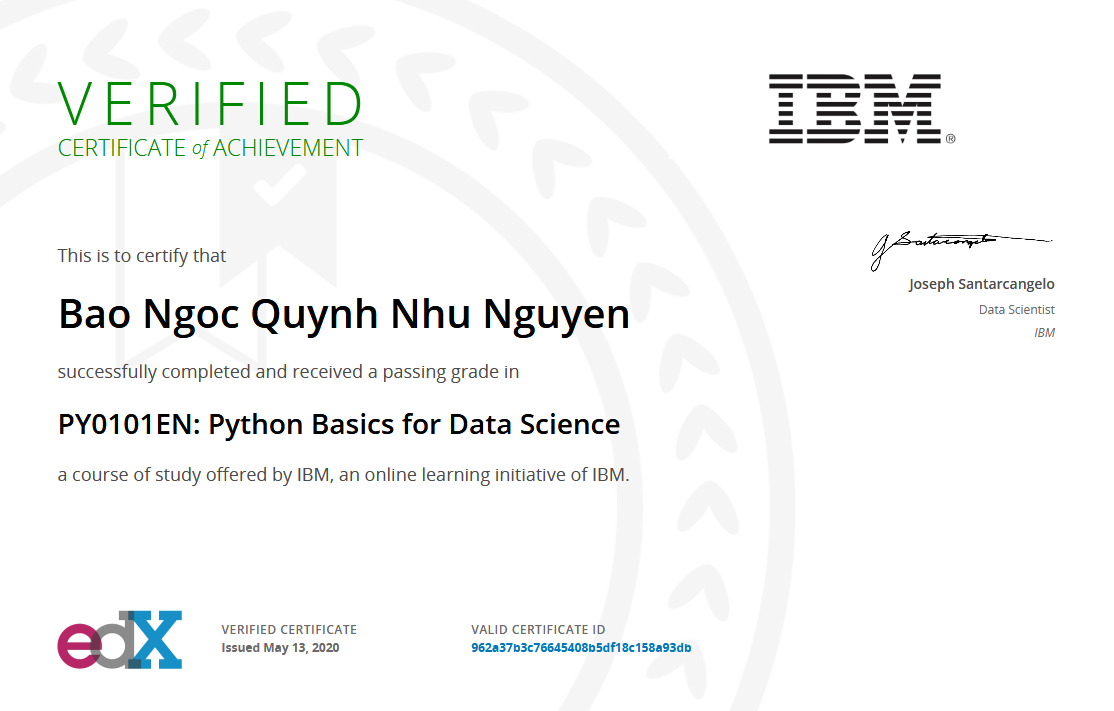 VERIFIED
CERTIFICATE of ACHIEVEMENT
IBM®
This is to certify that
Bao Ngoc Quynh Nhu Nguyen
successfully completed and received a passing grade in
PY0101EN: Python Basics for Data Science
a course of study offered by IBM, an online learning initiative of IBM.
J Santarcangelo
Joseph Santarcangelo
Data Scientist
IBM
edX
VERIFIED CERTIFICATE
Issued May 13, 2020
VALID CERTIFICATE ID
962a37b3c76645408b5df18c158a93db